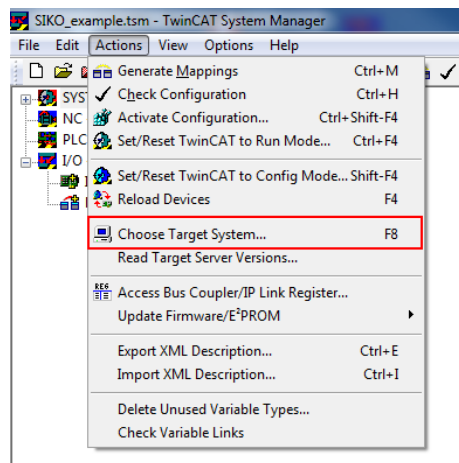 SIKO_example.tsm - TwinCAT System Manager
File Edit Actions View Options Help
Generate Mappings Ctrl+M
Check Configuration Ctrl+H
Activate Configuration... Ctrl+Shift-F4
Set/Reset TwinCAT to Run Mode... Ctrl+F4
Set/Reset TwinCAT to Config Mode... Shift-F4
Reload Devices F4
Choose Target System... F8
Read Target Server Versions...
Access Bus Coupler/IP Link Register...
Update Firmware/E²PROM
Export XML Description... Ctrl+E
Import XML Description... Ctrl+I
Delete Unused Variable Types...
Check Variable Links
SYS
NC
PLC
I/O